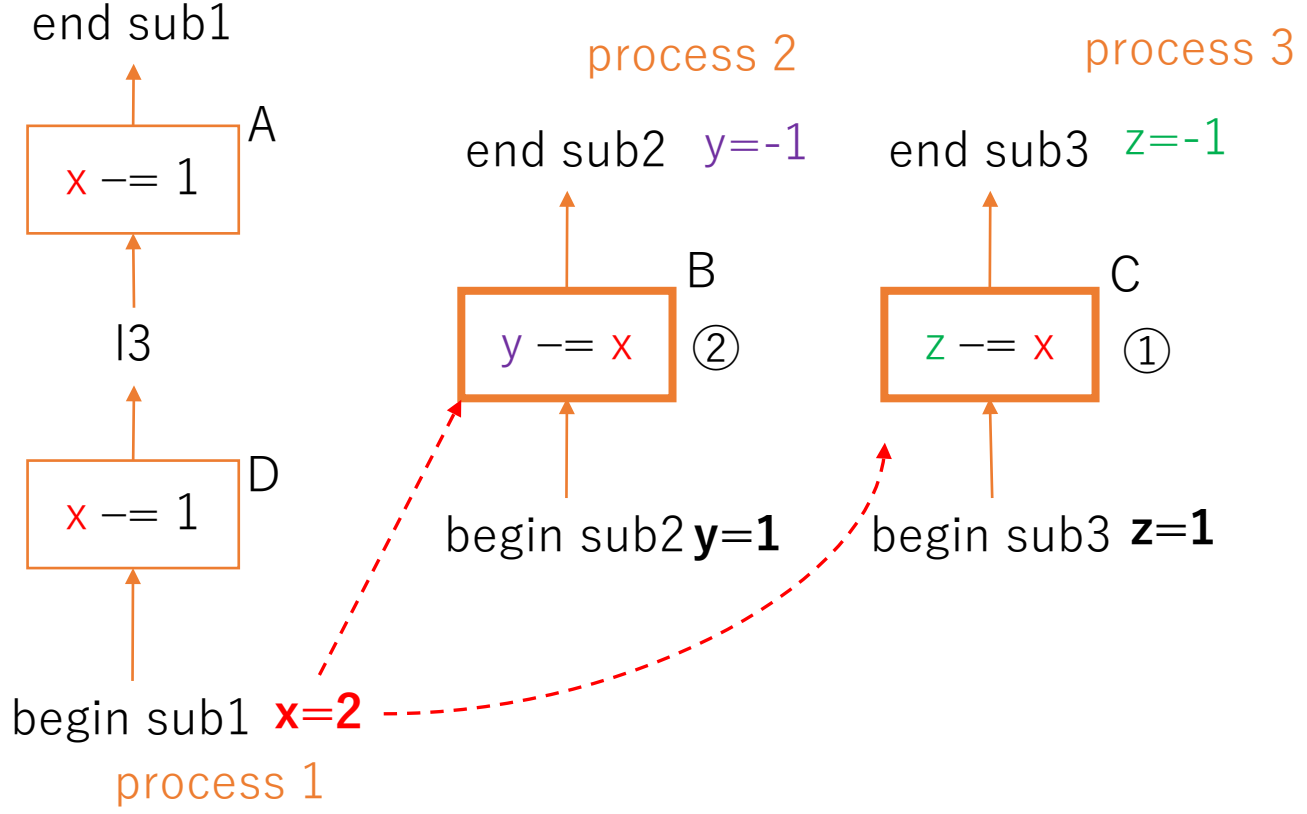 end sub1
A
x −= 1
l3
D
x −= 1
begin sub1 x=2
process 1
process 2
end sub2 y=-1
B
y −= x ②
begin sub2 y=1
process 3
end sub3 z=-1
C
z −= x ①
begin sub3 z=1